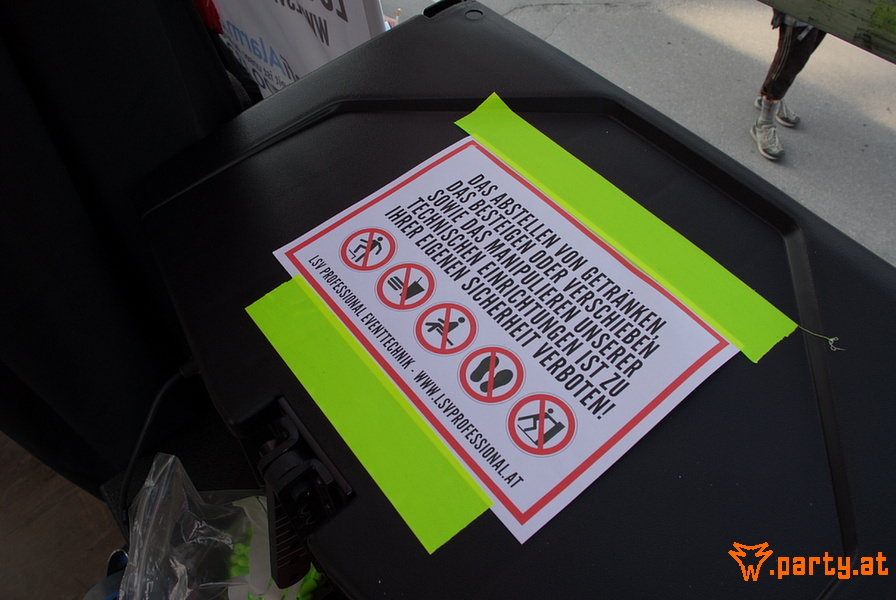 DAS ABSTELLEN VON GETRÄNKEN,
DAS BESTEIGEN ODER VERSCHIEBEN
SOWIE DAS MANIPULIEREN UNSERER
TECHNISCHEN EINRICHTUNGEN IST ZU
IHRER EIGENEN SICHERHEIT VERBOTEN!
LSV PROFESSIONAL EVENTTECHNIK - WWW.LSVPROFESSIONAL.AT
W.party.at